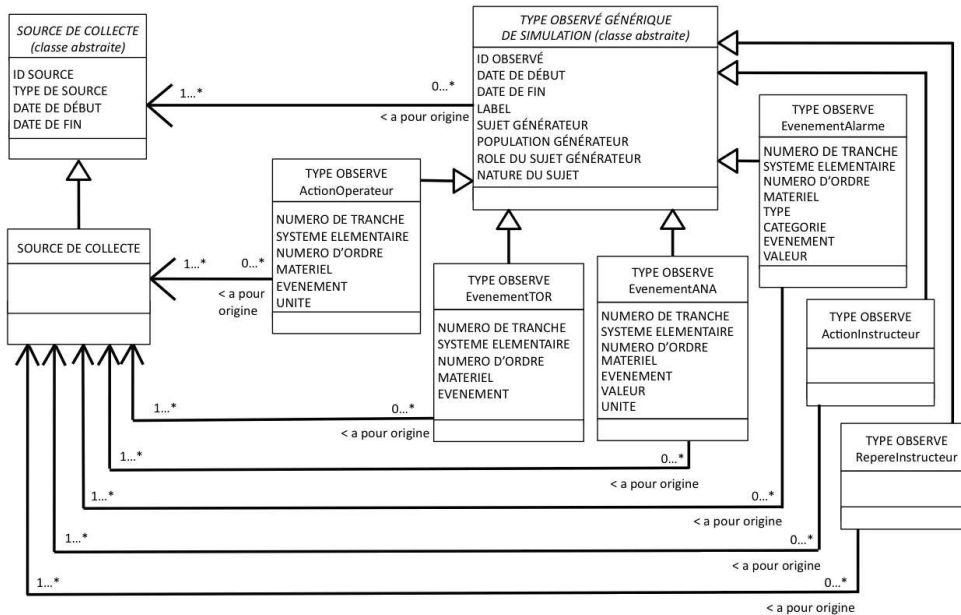 SOURCE DE COLLECTE
(classe abstraite)
ID SOURCE
TYPE DE SOURCE
DATE DE DÉBUT
DATE DE FIN
1...*
0...*
< a pour origine
TYPE OBSERVÉ GÉNÉRIQUE
DE SIMULATION (classe abstraite)
ID OBSERVÉ
DATE DE DÉBUT
DATE DE FIN
LABEL
SUJET GÉNÉRATEUR
POPULATION GÉNÉRATEUR
ROLE DU SUJET GÉNÉRATEUR
NATURE DU SUJET
TYPE OBSERVE
EvenementAlarme
NUMERO DE TRANCHE
SYSTEME ELEMENTAIRE
NUMERO D'ORDRE
MATERIEL
TYPE
CATEGORIE
EVENEMENT
VALEUR
TYPE OBSERVE
ActionOperateur
NUMERO DE TRANCHE
SYSTEME ELEMENTAIRE
NUMERO D'ORDRE
MATERIEL
EVENEMENT
UNITE
SOURCE DE COLLECTE
1...*
0...*
< a pour
origine
TYPE OBSERVE
EvenementTOR
NUMERO DE TRANCHE
SYSTEME ELEMENTAIRE
NUMERO D'ORDRE
MATERIEL
EVENEMENT
TYPE OBSERVE
EvenementANA
NUMERO DE TRANCHE
SYSTEME ELEMENTAIRE
NUMERO D'ORDRE
MATERIEL
EVENEMENT
VALEUR
UNITE
TYPE OBSERVE
ActionInstructeur
TYPE OBSERVE
RepereInstructeur
1...*
0...*
< a pour origine
1...*
0...*
< a pour origine
1...*
0...*
< a pour origine
1...*
0...*
< a pour origine
1...*
0...*
< a pour origine